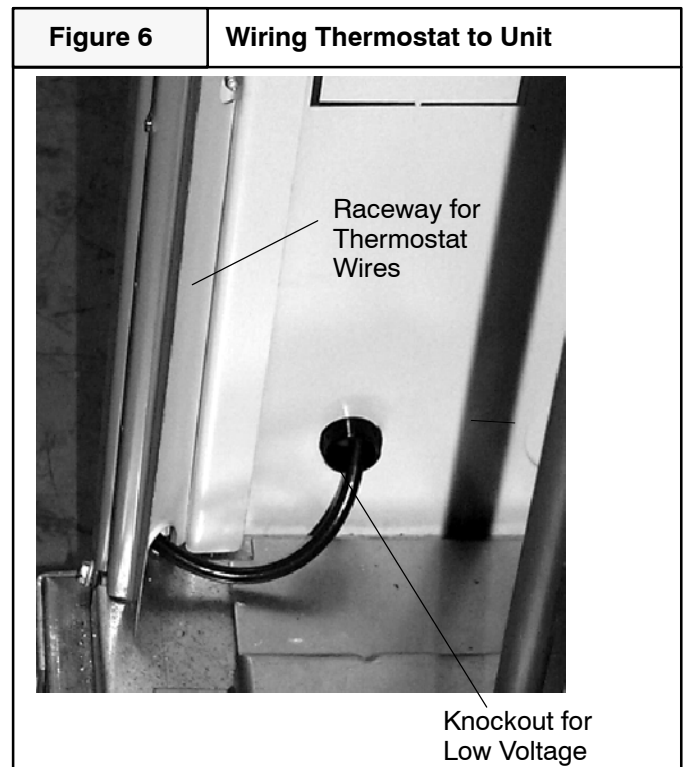 Figure 6
Wiring Thermostat to Unit
Raceway for
Thermostat
Wires
Knockout for
Low Voltage